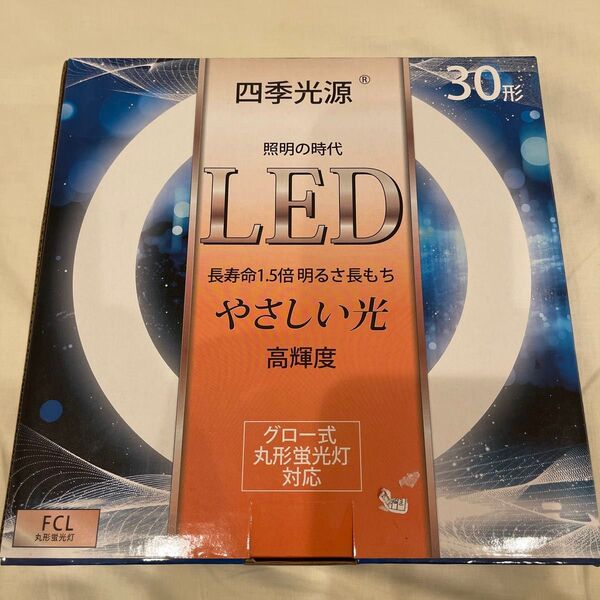 四季光源®
30形
照明の時代
LED
長寿命1.5倍 明るさ長もち
やさしい光
高輝度
グロー式
丸形蛍光灯
対応
FCL
丸形蛍光灯